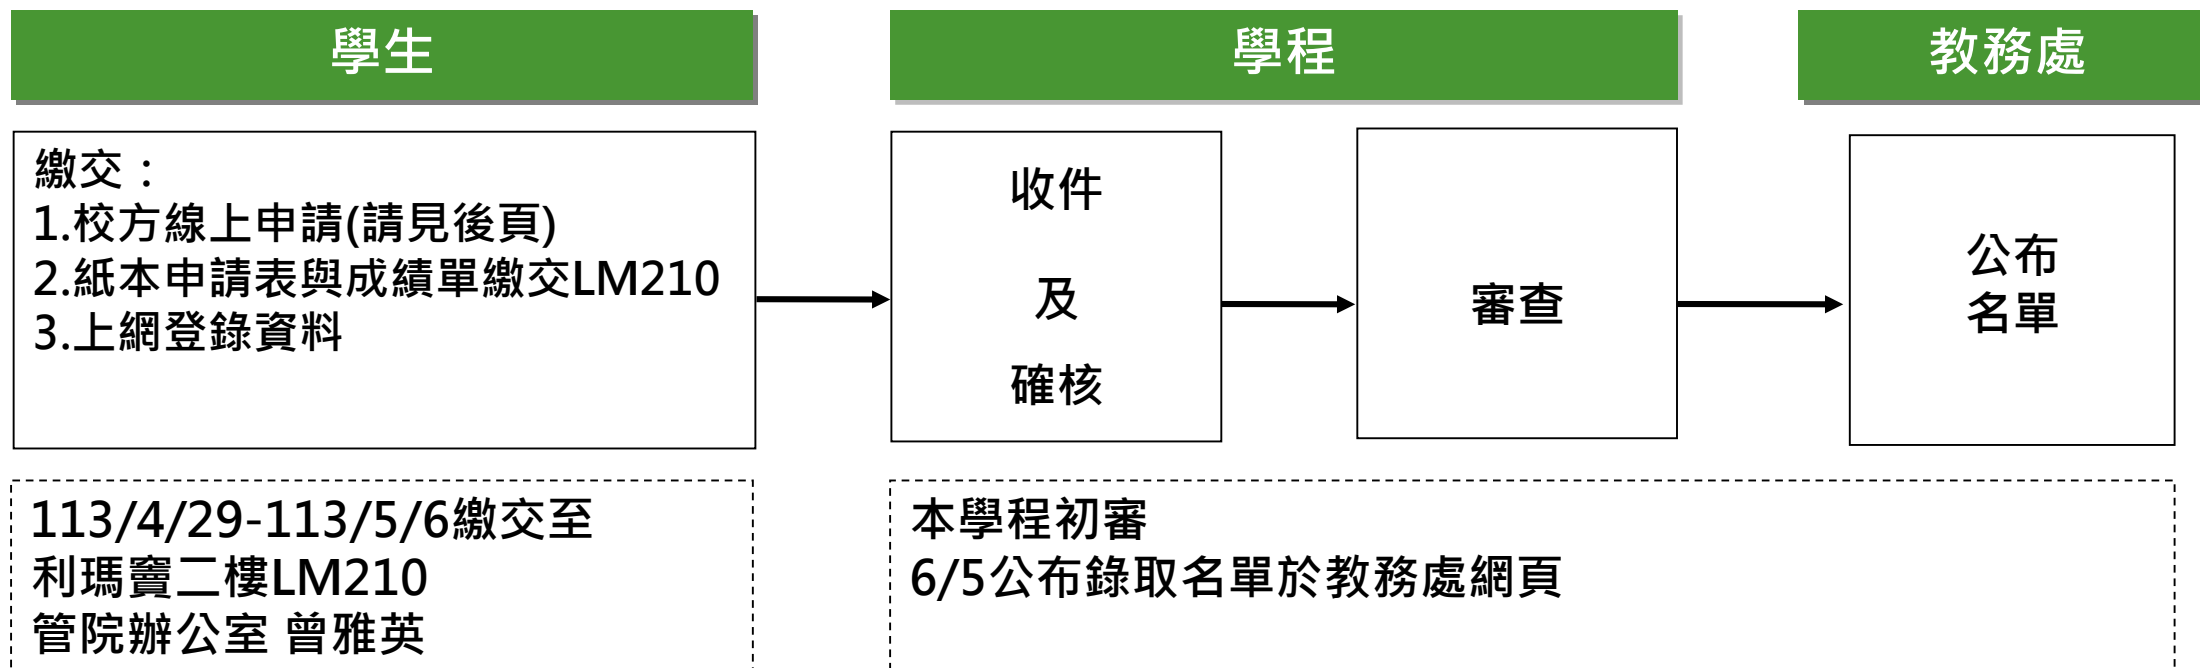 學生
繳交：
1.校方線上申請(請見後頁)
2.紙本申請表與成績單繳交LM210
3.上網登錄資料
113/4/29-113/5/6繳交至
利瑪竇二樓LM210
管院辦公室 曾雅英
學程
收件
及
確核
審查
教務處
公布
名單
本學程初審
6/5公布錄取名單於教務處網頁